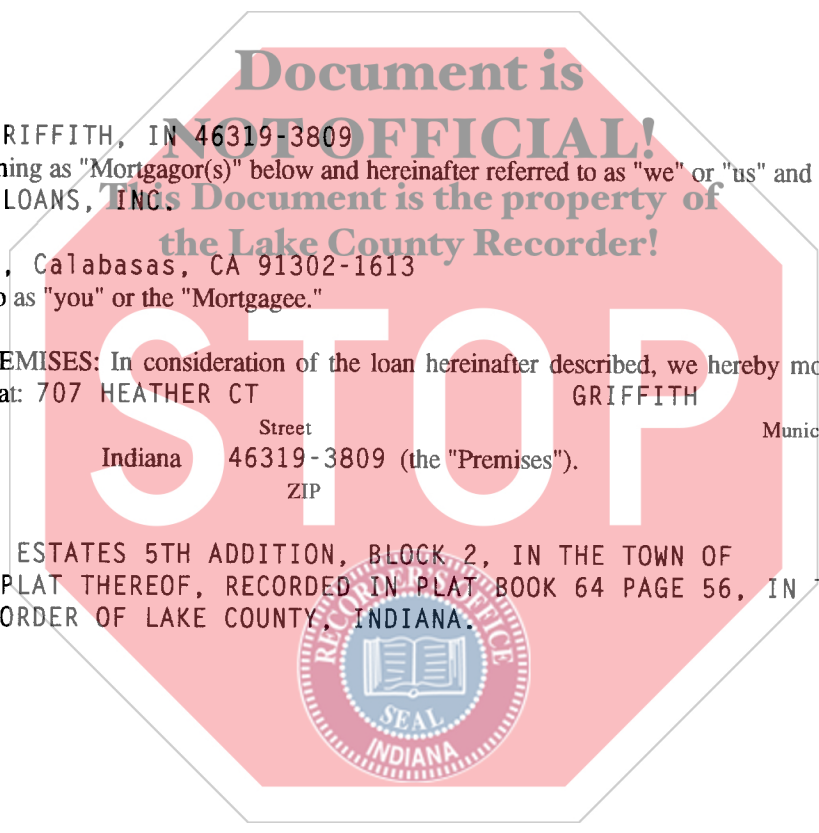 Document is
RIFFITH, IN 46319-3809
NOT OFFICIAL!
ning as "Mortgagor(s)" below and hereinafter referred to as "we" or "us" and
LOANS, INC.
This Document is the property of
the Lake County Recorder!
, Calabasas, CA 91302-1613
o as "you" or the "Mortgagee."
EMISES: In consideration of the loan hereinafter described, we hereby mo
at: 707 HEATHER CT GRIFFITH
Street Munic
Indiana 46319-3809 (the "Premises").
ZIP
STOP
ESTATES 5TH ADDITION, BLOCK 2, IN THE TOWN OF
PLAT THEREOF, RECORDED IN PLAT BOOK 64 PAGE 56, IN T
ORDER OF LAKE COUNTY, INDIANA.
RECORDER'S OFFICE
SEAL
INDIANA